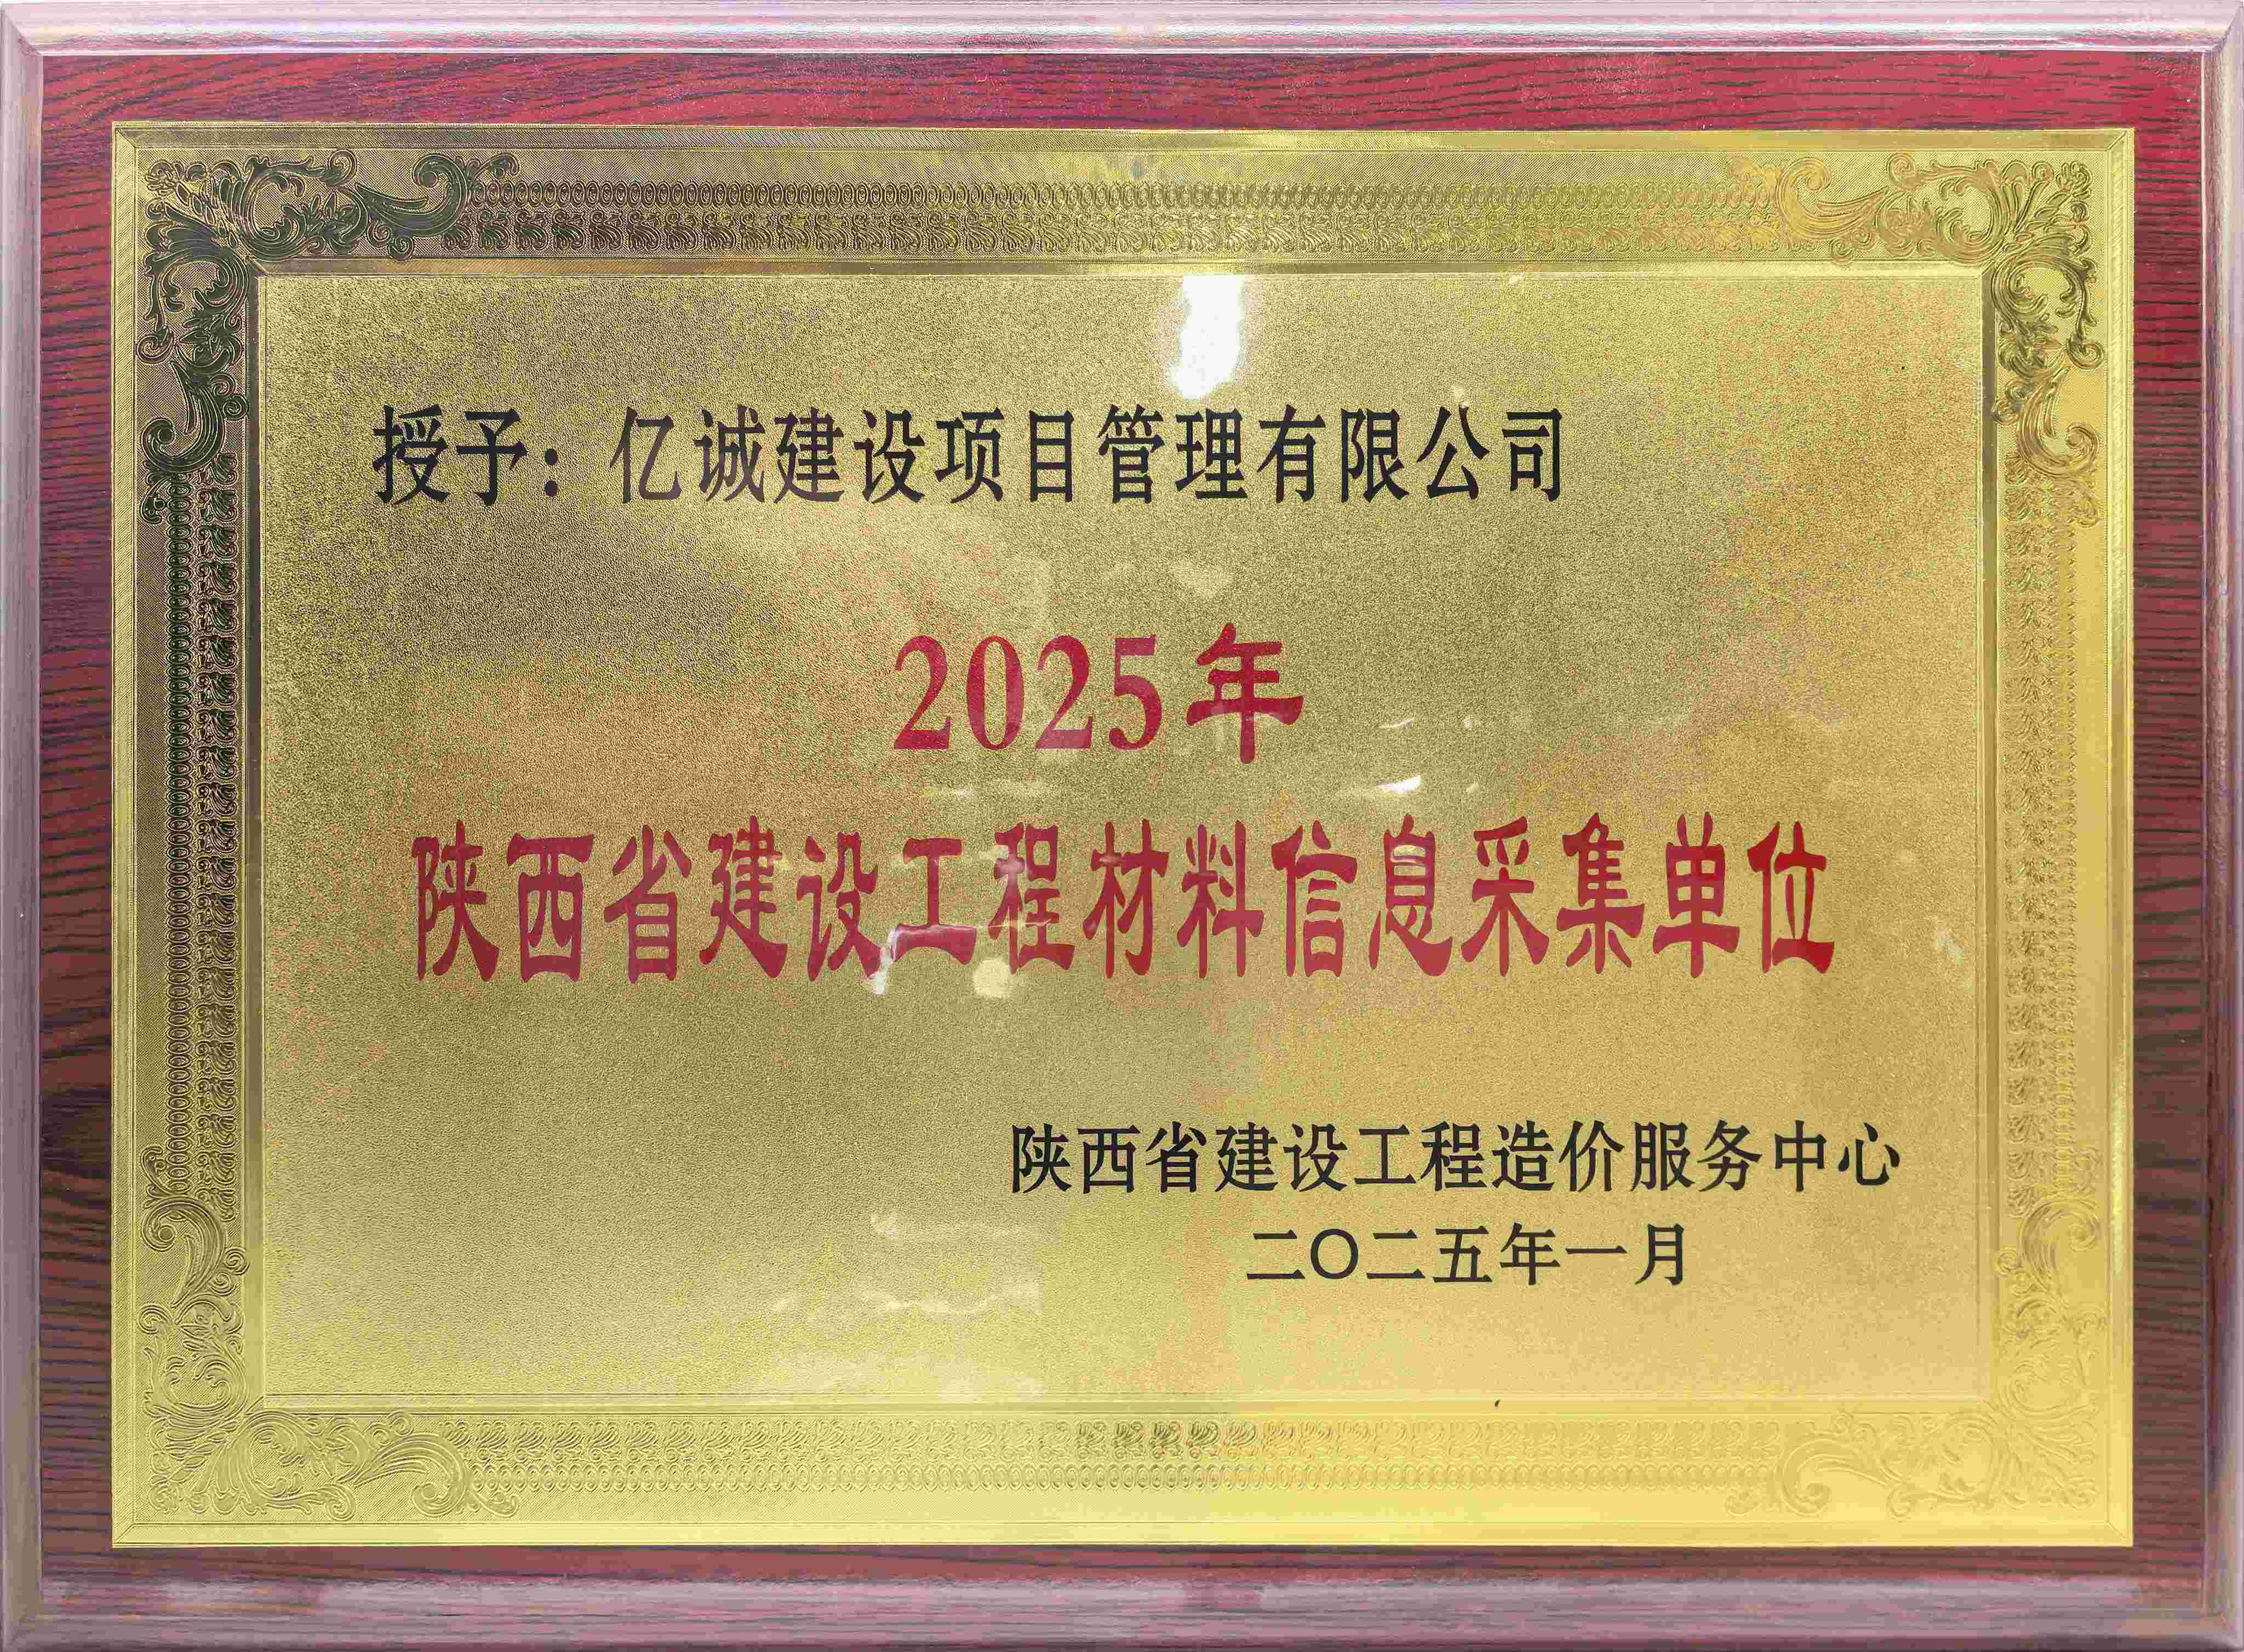 授予：亿诚建设项目管理有限公司
2025年
陕西省建设工程材料信息采集单位
陕西省建设工程造价服务中心
二〇二五年一月